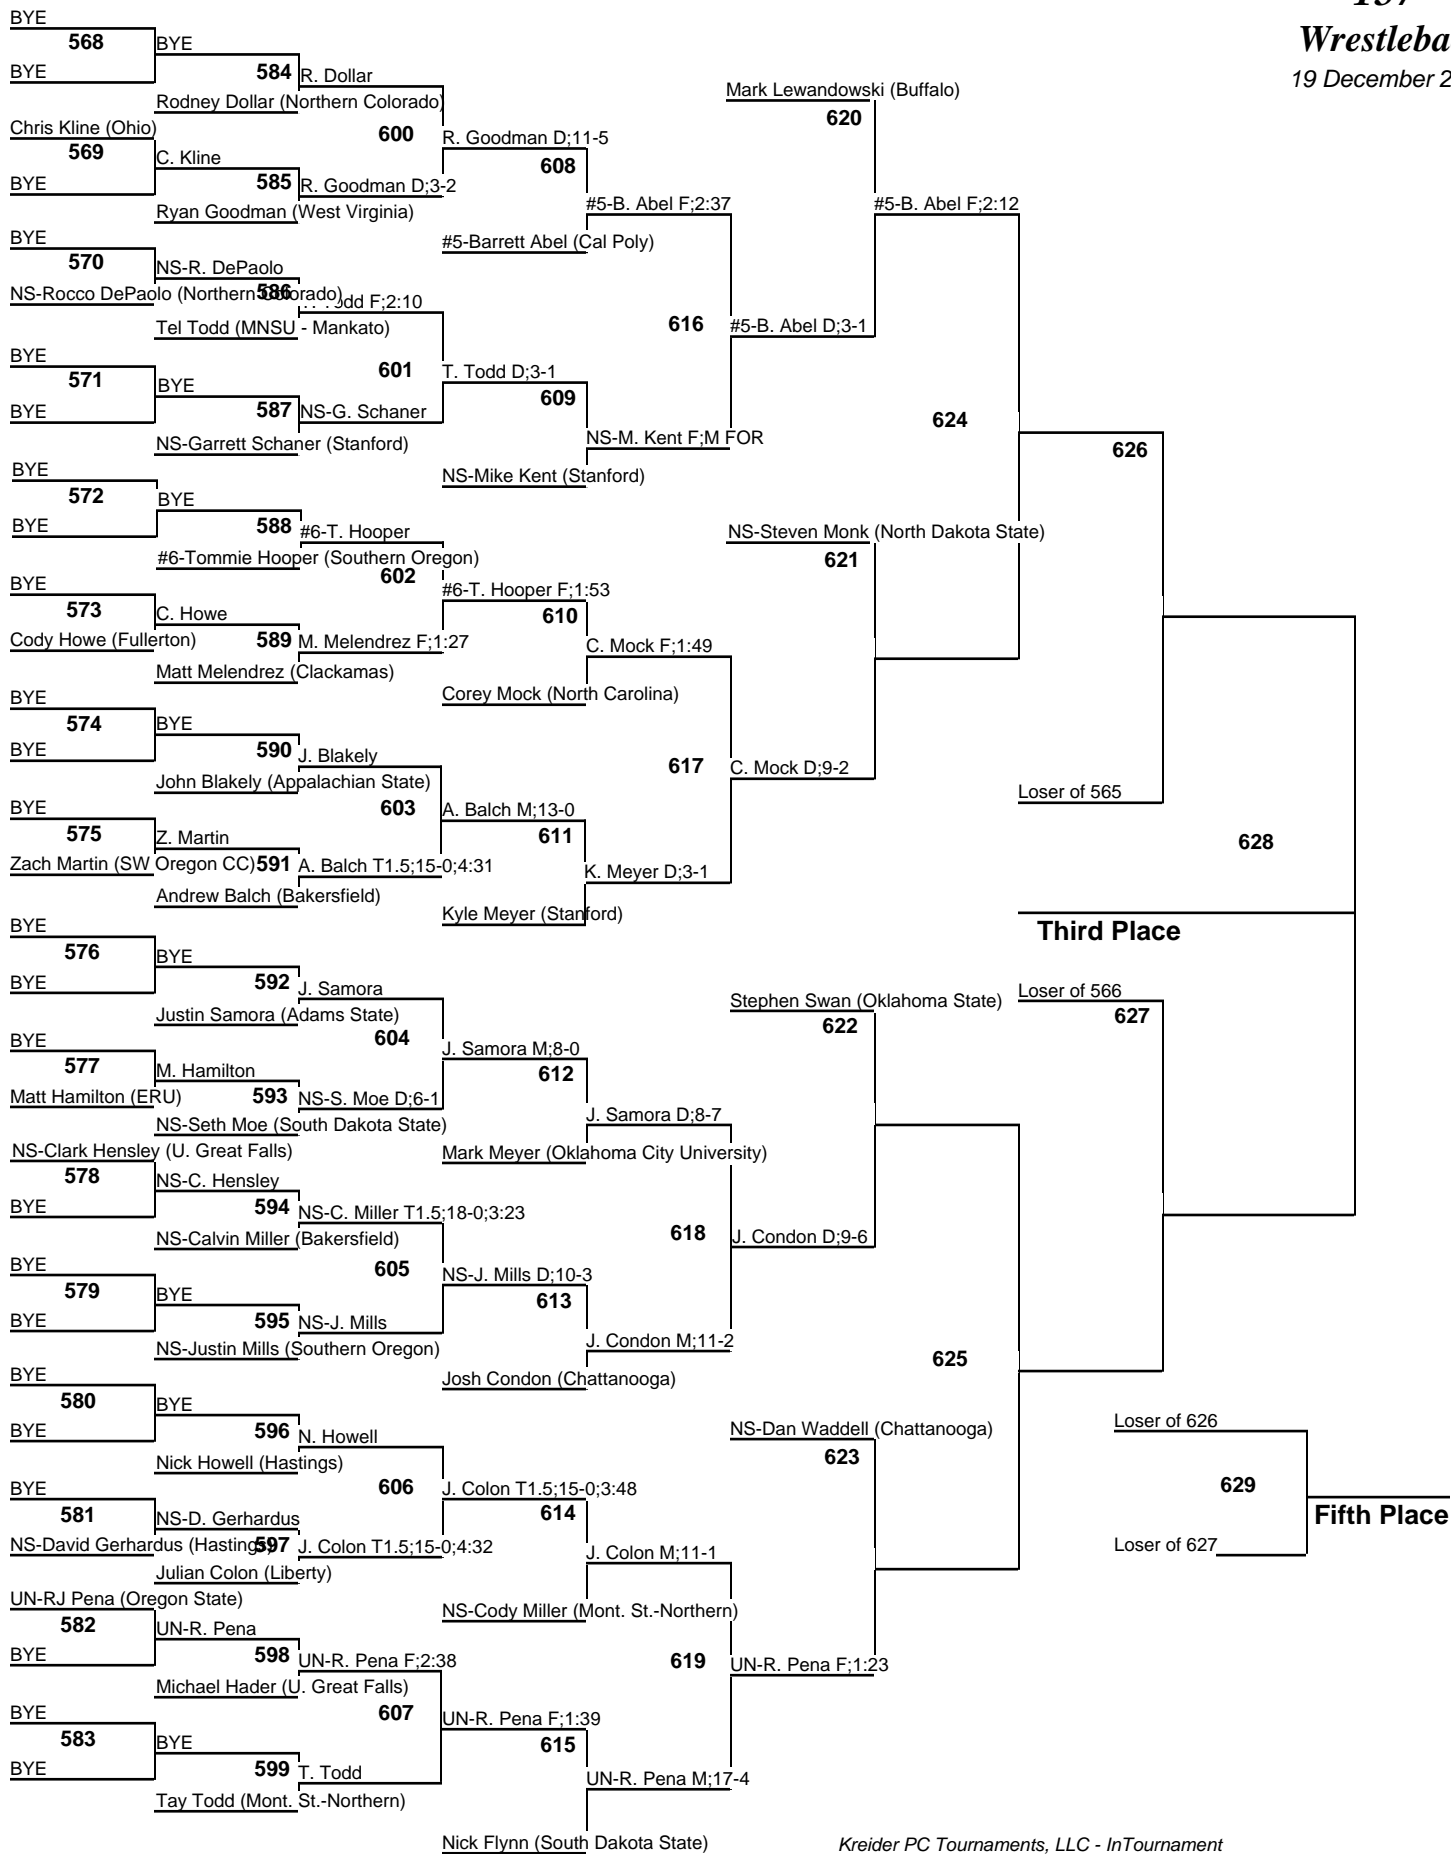 157
Wrestleba
19 December 2
BYE
568
BYE
BYE
584
R. Dollar
Rodney Dollar (Northern Colorado)
600
Chris Kline (Ohio)
569
C. Kline
BYE
585
R. Goodman D;3-2
Ryan Goodman (West Virginia)
R. Goodman D;11-5
608
#5-B. Abel F;2:37
#5-Barrett Abel (Cal Poly)
BYE
570
NS-R. DePaolo
NS-Rocco DePaolo (Northern Colorado)
586
dd F;2:10
Tel Todd (MNSU - Mankato)
601
T. Todd D;3-1
609
BYE
571
BYE
BYE
587
NS-G. Schaner
NS-Garrett Schaner (Stanford)
NS-M. Kent F;M FOR
NS-Mike Kent (Stanford)
616
#5-B. Abel D;3-1
Mark Lewandowski (Buffalo)
620
#5-B. Abel F;2:12
624
626
BYE
572
BYE
BYE
588
#6-T. Hooper
#6-Tommie Hooper (Southern Oregon)
602
#6-T. Hooper F;1:53
610
BYE
573
C. Howe
Cody Howe (Fullerton)
589
M. Melendrez F;1:27
Matt Melendrez (Clackamas)
C. Mock F;1:49
Corey Mock (North Carolina)
NS-Steven Monk (North Dakota State)
621
BYE
574
BYE
BYE
590
J. Blakely
John Blakely (Appalachian State)
603
A. Balch M;13-0
611
BYE
575
Z. Martin
Zach Martin (SW Oregon CC)
591
A. Balch T1.5;15-0;4:31
Andrew Balch (Bakersfield)
K. Meyer D;3-1
Kyle Meyer (Stanford)
617
C. Mock D;9-2
Loser of 565
628
Third Place
BYE
576
BYE
BYE
592
J. Samora
Justin Samora (Adams State)
604
J. Samora M;8-0
612
BYE
577
M. Hamilton
Matt Hamilton (ERU)
593
NS-S. Moe D;6-1
NS-Seth Moe (South Dakota State)
J. Samora D;8-7
Mark Meyer (Oklahoma City University)
Stephen Swan (Oklahoma State)
622
Loser of 566
627
NS-Clark Hensley (U. Great Falls)
578
NS-C. Hensley
BYE
594
NS-C. Miller T1.5;18-0;3:23
NS-Calvin Miller (Bakersfield)
605
NS-J. Mills D;10-3
613
618
J. Condon D;9-6
BYE
579
BYE
BYE
595
NS-J. Mills
NS-Justin Mills (Southern Oregon)
J. Condon M;11-2
Josh Condon (Chattanooga)
625
BYE
580
BYE
BYE
596
N. Howell
Nick Howell (Hastings)
606
J. Colon T1.5;15-0;3:48
614
NS-Dan Waddell (Chattanooga)
623
Loser of 626
629
Fifth Place
Loser of 627
BYE
581
NS-D. Gerhardus
NS-David Gerhardus (Hastings)
597
J. Colon T1.5;15-0;4:32
Julian Colon (Liberty)
J. Colon M;11-1
NS-Cody Miller (Mont. St.-Northern)
UN-RJ Pena (Oregon State)
582
UN-R. Pena
BYE
598
UN-R. Pena F;2:38
Michael Hader (U. Great Falls)
607
UN-R. Pena F;1:39
615
619
UN-R. Pena F;1:23
BYE
583
BYE
BYE
599
T. Todd
Tay Todd (Mont. St.-Northern)
UN-R. Pena M;17-4
Nick Flynn (South Dakota State)
Kreider PC Tournaments, LLC - InTournament